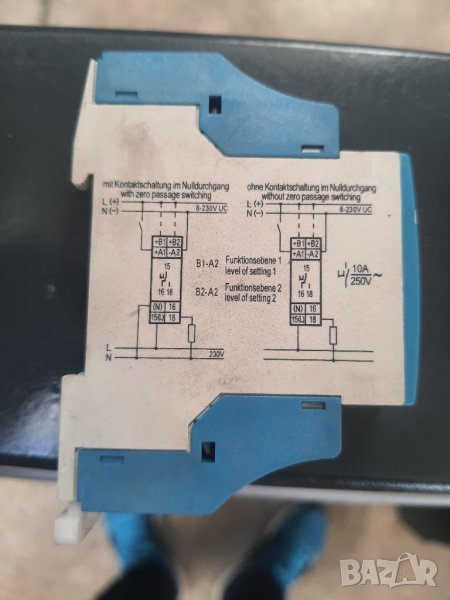 mit Kontaktschaltung im Nulldurchgang
with zero passage switching
L (+)
N (−)
8-230V UC
+B1 +B2
+A1 -A2
15
16 18
(N) 16
15(L) 18
L
N
230V
B1-A2 Funktionsebene 1
level of setting 1
B2-A2 Funktionsebene 2
level of setting 2
ohne Kontaktschaltung im Nulldurchgang
without zero passage switching
L (+)
N (−)
8-230V UC
+B1 +B2
+A1 -A2
15
16 18
(N) 16
15(L) 18
µ 10A
250V~
BAZAR